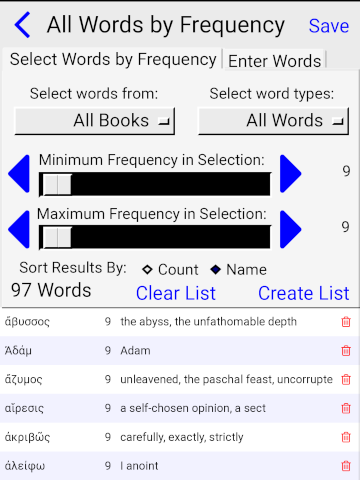 All Words by Frequency
Save
Select Words by Frequency
Enter Words
Select words from:
Select word types:
All Books
All Words
Minimum Frequency in Selection:
9
Maximum Frequency in Selection:
9
Sort Results By: Count Name
97 Words
Clear List
Create List
ἄβυσσος 9 the abyss, the unfathomable depth
Ἀδάμ 9 Adam
ἄζυμος 9 unleavened, the paschal feast, uncorrupte
αἵρεσις 9 a self-chosen opinion, a sect
ἀκριβῶς 9 carefully, exactly, strictly
ἀλείφω 9 I anoint